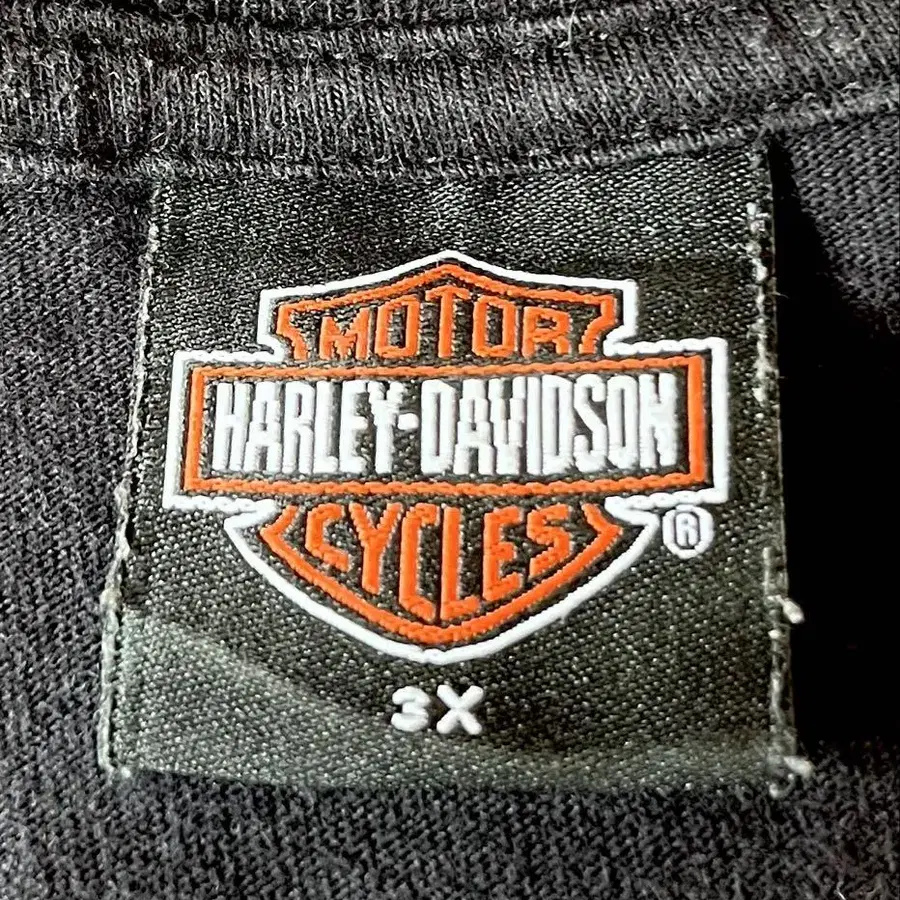 MOTOR
HARLEY-DAVIDSON
CYCLES
®
3X